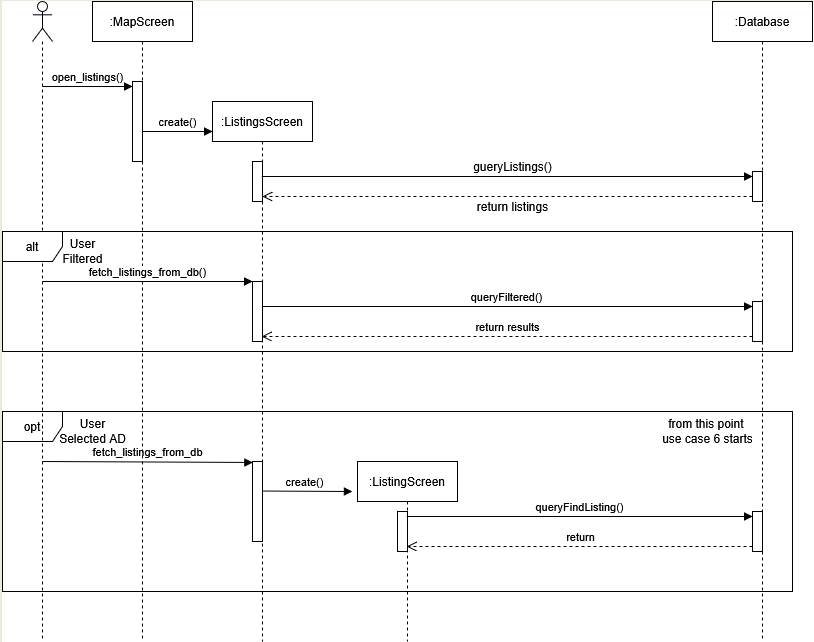 :MapScreen
:Database
open_listings()
create()
:ListingsScreen
gueryListings()
return listings
alt
User
Filtered
fetch_listings_from_db()
queryFiltered()
return results
opt
User
Selected AD
from this point
use case 6 starts
fetch_listings_from_db
create()
:ListingScreen
queryFindListing()
return